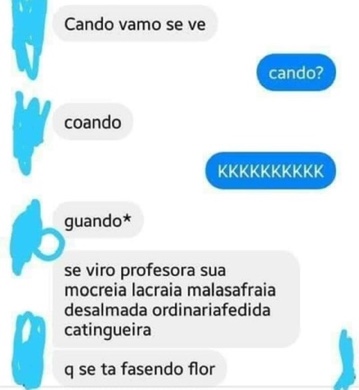 Cando vamo se ve
cando?
coando
KKKKKKKKKK
guando*
se viro profesora sua
mocreia lacraia malasafraia
desalmada ordinariafedida
catingueira
q se ta fasendo flor